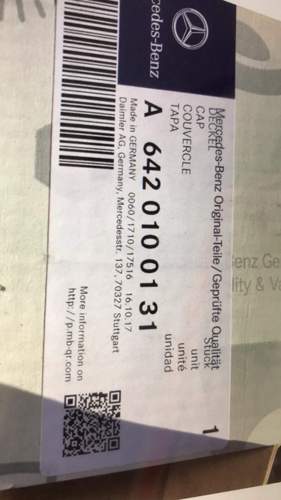 Mercedes-Benz
Mercedes-Benz Original-Teile/Geprüfte Qualität
DECKEL
CAP
COUVERCLE
TAPA
1
Stück
unit
unité
unidad
A 642 010 01 31
Made in GERMANY 0060/1710/17516 16.10.17
Daimler AG, Germany, Mercedesstr. 137, 70327 Stuttgart
More information on
http://p.mb-qr.com